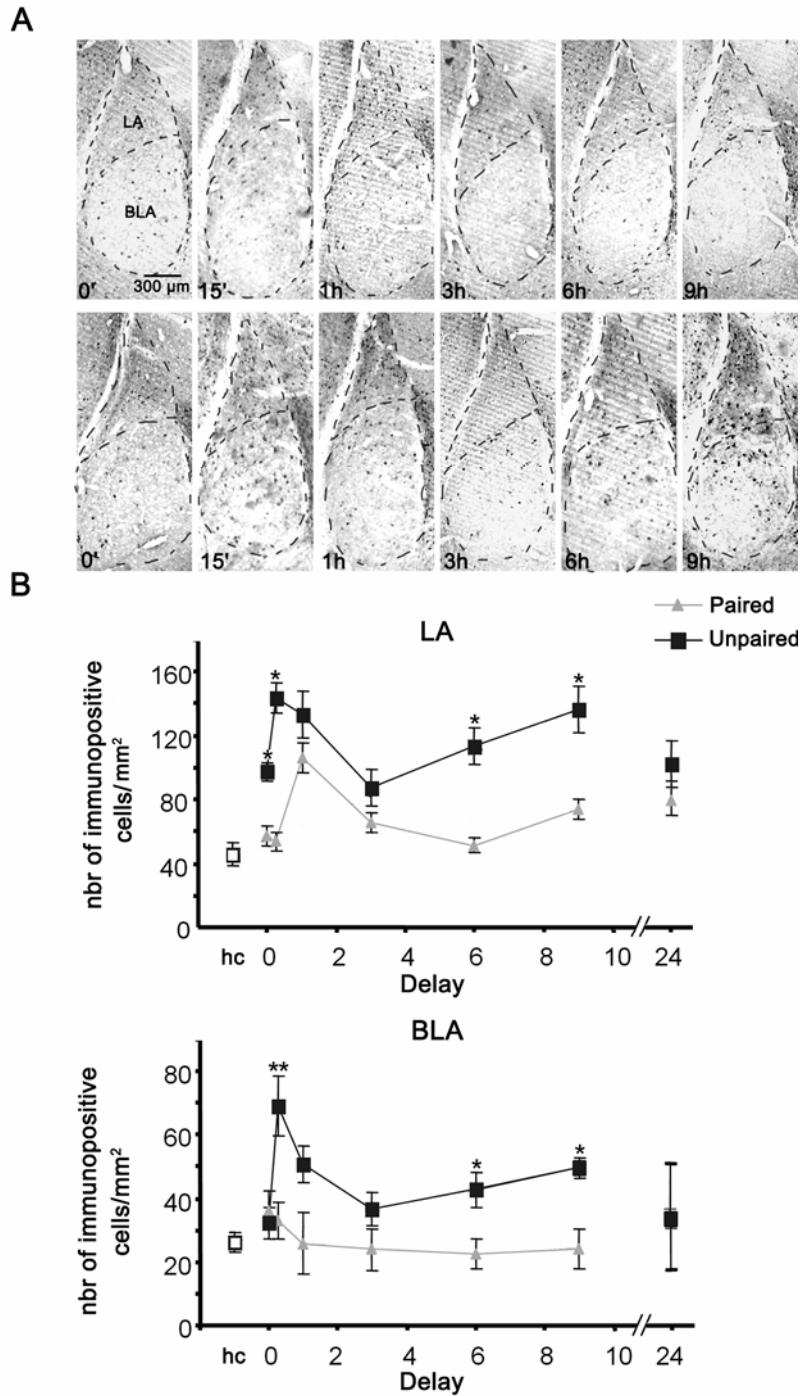 A
LA
BLA
300 µm
0' 15' 1h 3h 6h 9h
0' 15' 1h 3h 6h 9h
B
Paired
Unpaired
LA
nbr of immunopositive
cells/mm²
160
120
80
40
0
* * * *
hc 0 2 4 6 8 10 24
Delay
BLA
nbr of immunopositive
cells/mm²
80
60
40
20
0
** * *
hc 0 2 4 6 8 10 24
Delay